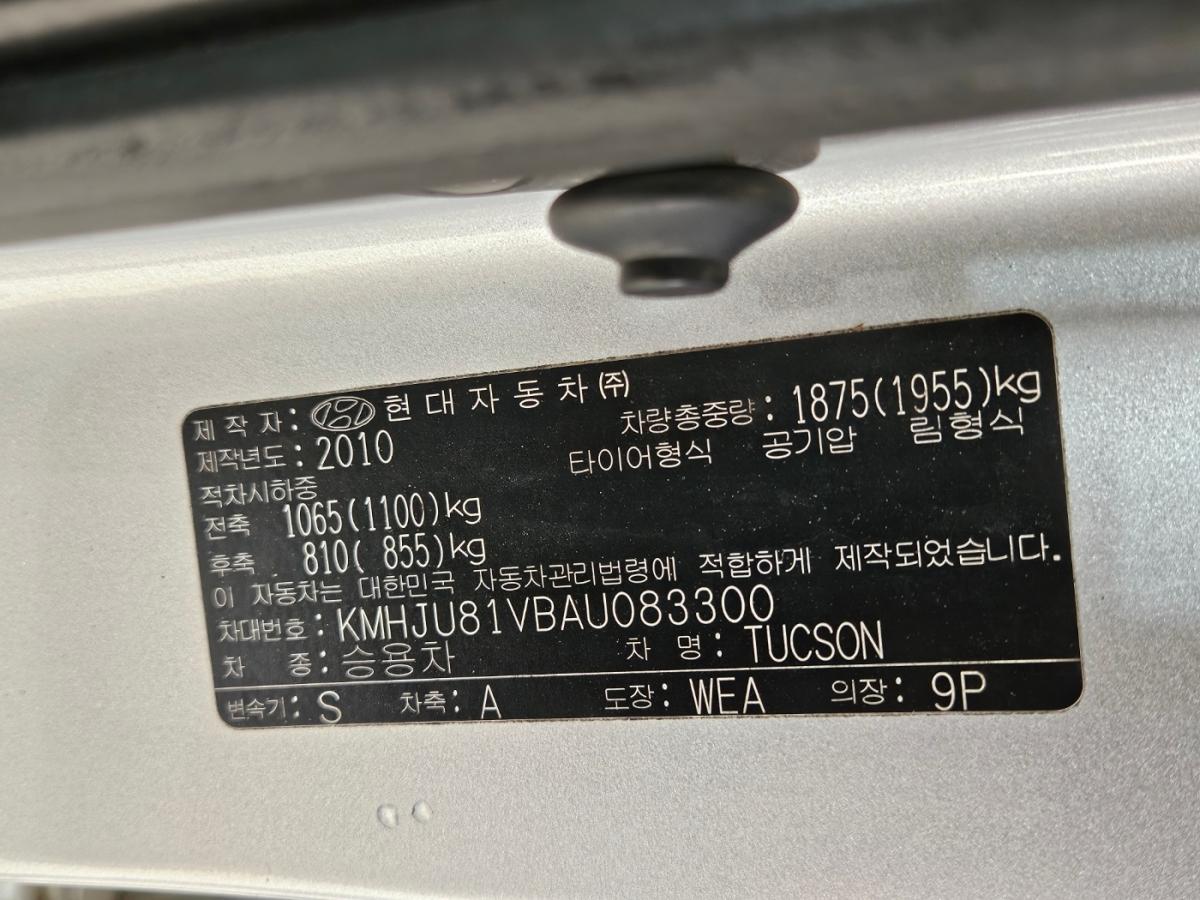 제 작 자 : 현 대 자 동 차 ㈜
차량총중량 : 1875(1955)kg
제작년도 : 2010
타이어형식 공기압 림형식
적차시하중
전축 1065(1100)kg
후축 810( 855)kg
이 자동차는 대한민국 자동차관리법령에 적합하게 제작되었습니다.
차대번호 : KMHJU81VBAU083300
차 종 : 승용차 차 명 : TUCSON
변속기 : S 차축 : A 도장 : WEA 의장 : 9P